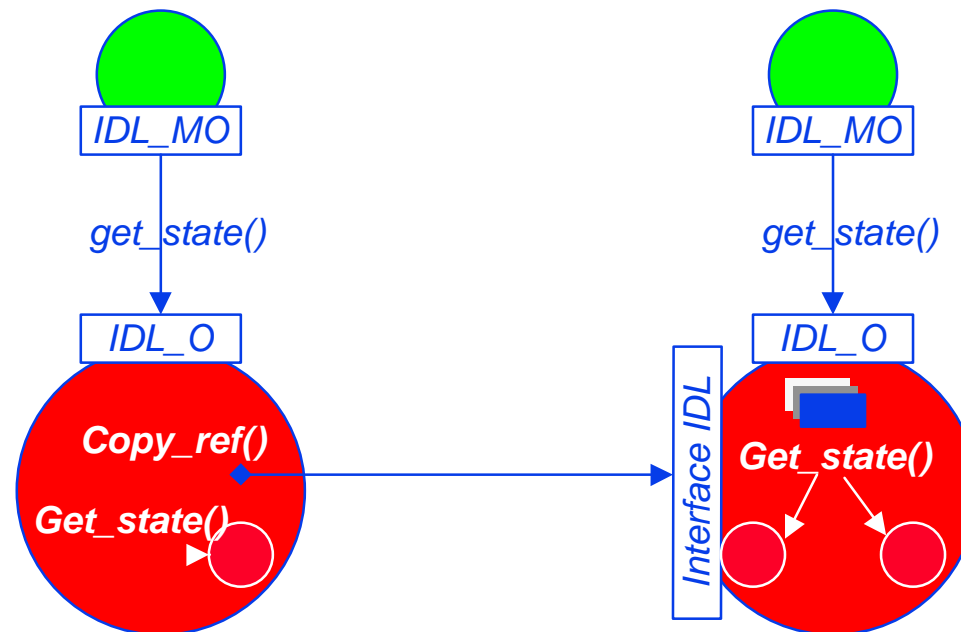 IDL_MO
IDL_MO
get_state()
get_state()
IDL_O
IDL_O
Copy_ref()
Get_state()
Interface IDL
Get_state()